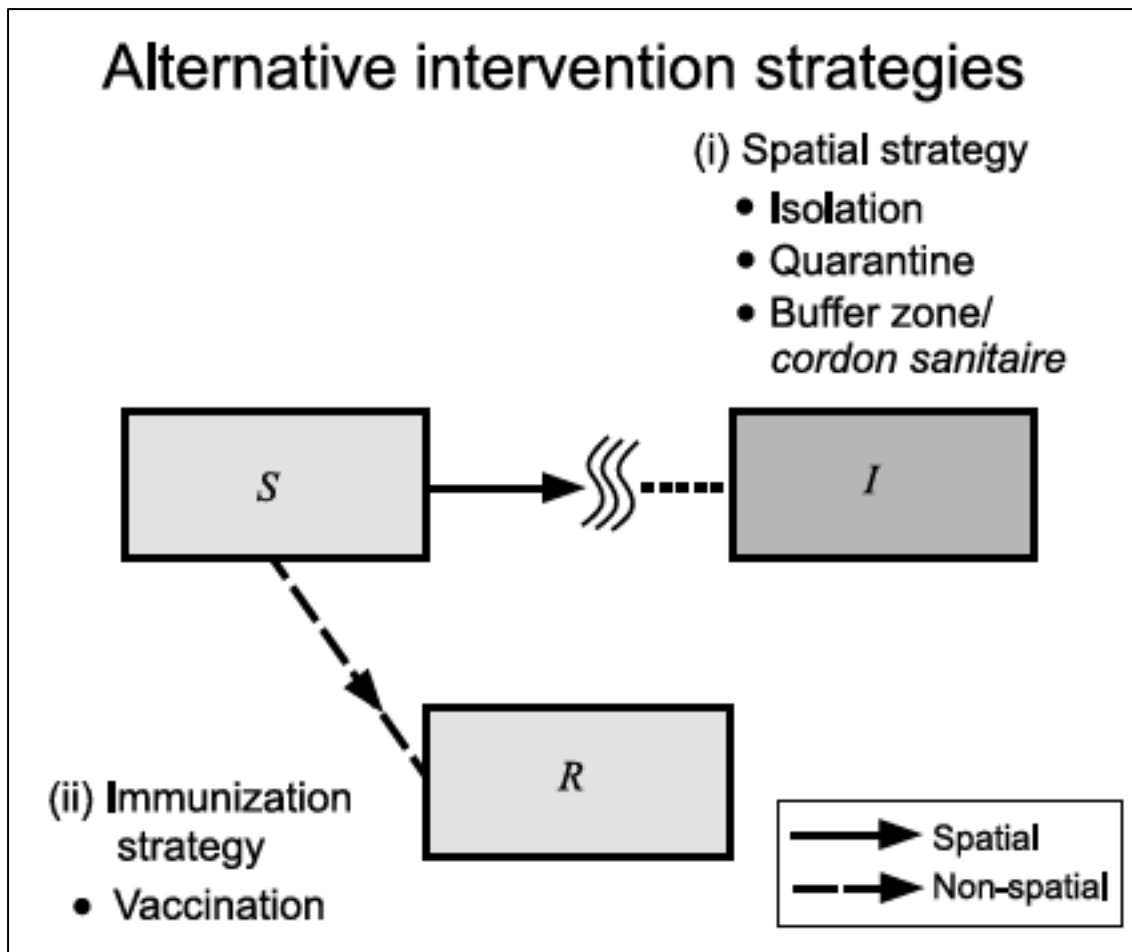 Alternative intervention strategies
(i) Spatial strategy
• Isolation
• Quarantine
• Buffer zone/
cordon sanitaire
S
I
R
(ii) Immunization
strategy
• Vaccination
Spatial
Non-spatial